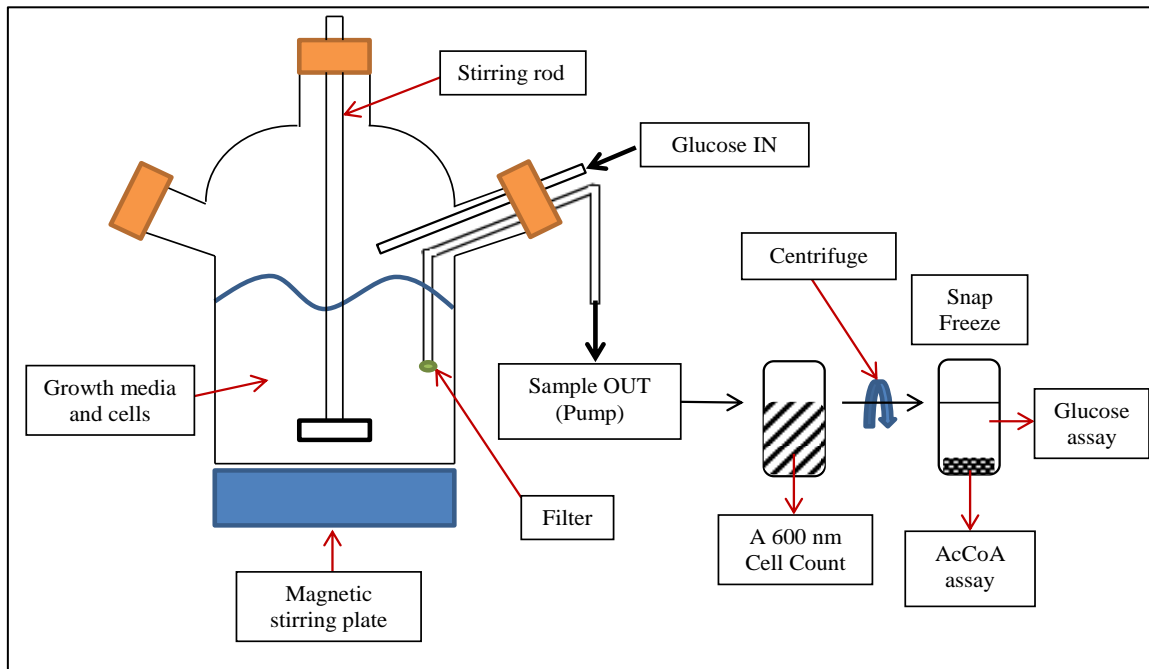 Stirring rod
Glucose IN
Centrifuge
Snap
Freeze
Growth media
and cells
Sample OUT
(Pump)
Glucose
assay
Filter
A 600 nm
Cell Count
AcCoA
assay
Magnetic
stirring plate